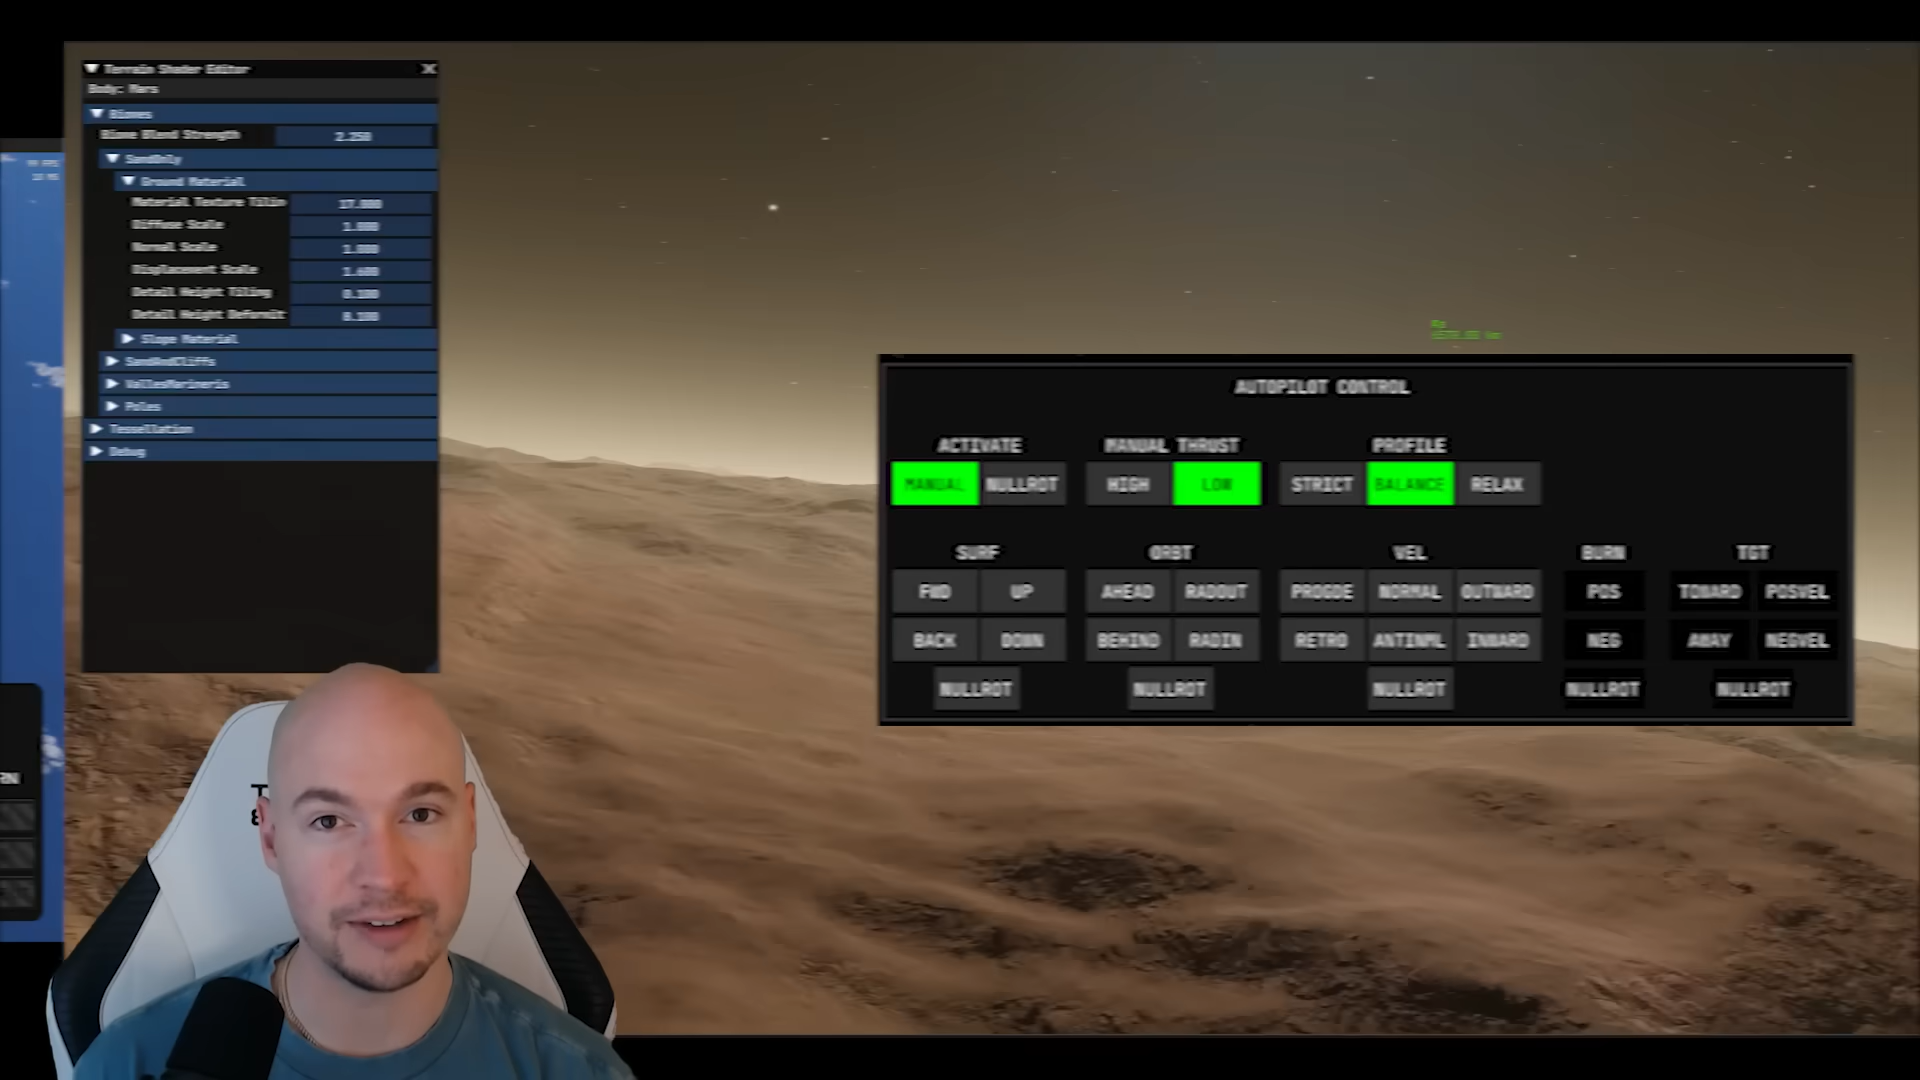 Terrain Shader Editor X
Body: Mars
Biomes
Biome Blend Strength 2.250
SandOnly
Ground Material
Material Texture Tilin 17.000
Diffuse Scale 1.000
Normal Scale 1.000
Displacement Scale 1.600
Detail Height Tiling 0.100
Detail Height Deformit 0.100
Slope Material
SandAndCliffs
VallesMarineris
Poles
Tessellation
Debug
AUTOPILOT CONTROL
ACTIVATE MANUAL THRUST PROFILE
MANUAL NULLROT HIGH LOW STRICT BALANCE RELAX
SURF ORBT VEL BURN TGT
FWD UP AHEAD RADOUT PROGDE NORMAL OUTWARD POS TOWARD POSVEL
BACK DOWN BEHIND RADIN RETRO ANTINML INWARD NEG AWAY NEGVEL
NULLROT NULLROT NULLROT NULLROT NULLROT
RN